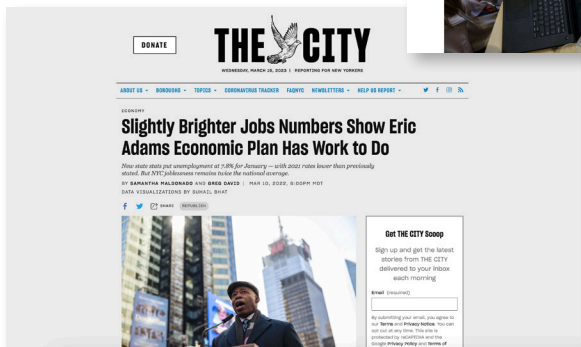 DONATE
THE CITY
WEDNESDAY, MARCH 16, 2022 | REPORTING FOR NEW YORKERS
ABOUT US BOROUGHS TOPICS CORONAVIRUS TRACKER FAQNYC NEWSLETTERS HELP US REPORT
ECONOMY
Slightly Brighter Jobs Numbers Show Eric
Adams Economic Plan Has Work to Do
New state stats put unemployment at 7.6% for January — with 2021 rates lower than previously
stated. But NYC joblessness remains twice the national average.
BY SAMANTHA MALDONADO AND GREG DAVID | MAR 10, 2022, 5:00PM MDT
DATA VISUALIZATIONS BY SUHAIL BHAT
SHARE REPUBLISH
Get THE CITY Scoop
Sign up and get the latest
stories from THE CITY
delivered to your inbox
each morning
Email (required)
By submitting your email, you agree to
our Terms and Privacy Notice. You can
opt out at any time. This site is
protected by reCAPTCHA and the
Google Privacy Policy and Terms of